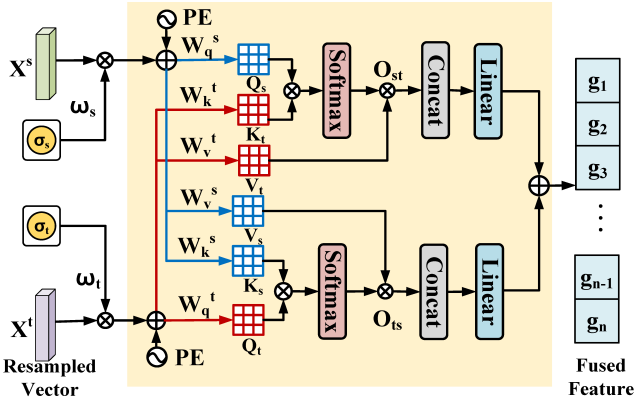 PE
X^s
W_q^s
Q_s
ω_s
σ_s
W_k^t
K_t
Softmax
O_st
Concat
Linear
W_v^t
V_t
g_1
g_2
g_3
W_v^s
V_s
σ_t
W_k^s
K_s
Softmax
O_ts
Concat
Linear
ω_t
W_q^t
Q_t
X^t
PE
g_n-1
g_n
Resampled
Vector
Fused
Feature